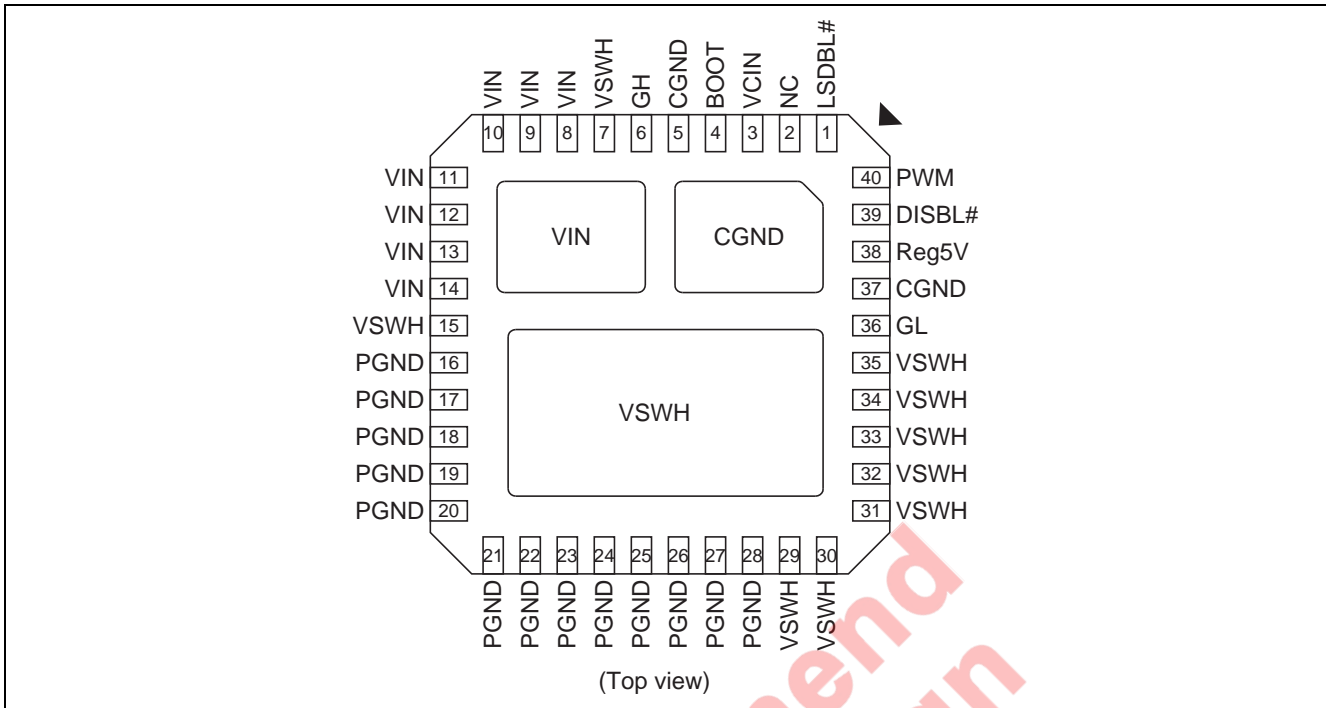 VIN VIN VIN VSWH GH CGND BOOT VCIN NC LSDBL#
10 9 8 7 6 5 4 3 2 1
VIN 11
VIN 12
VIN 13
VIN 14
VSWH 15
PGND 16
PGND 17
PGND 18
PGND 19
PGND 20
VIN
CGND
VSWH
40 PWM
39 DISBL#
38 Reg5V
37 CGND
36 GL
35 VSWH
34 VSWH
33 VSWH
32 VSWH
31 VSWH
21 22 23 24 25 26 27 28 29 30
PGND PGND PGND PGND PGND PGND PGND PGND VSWH VSWH
(Top view)